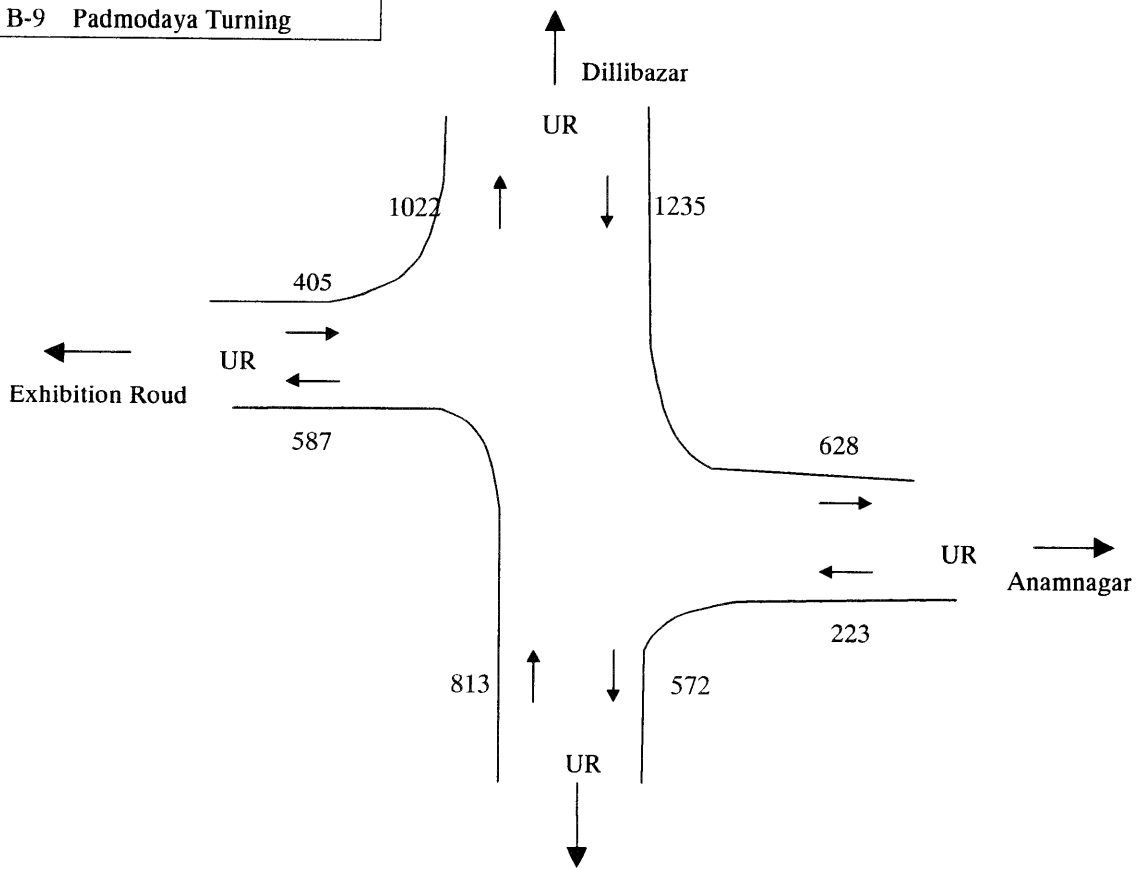 B-9 Padmodaya Turning
Dillibazar
UR
1022
1235
405
UR
Exhibition Roud
587
628
UR
Anamnagar
223
813
572
UR